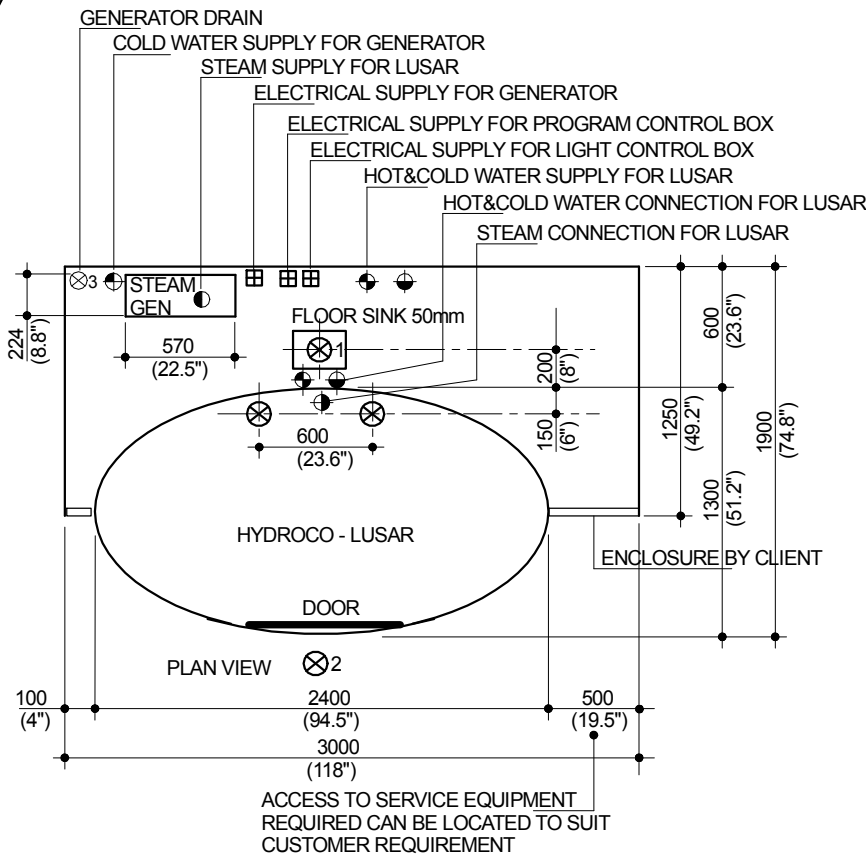 GENERATOR DRAIN
COLD WATER SUPPLY FOR GENERATOR
STEAM SUPPLY FOR LUSAR
ELECTRICAL SUPPLY FOR GENERATOR
ELECTRICAL SUPPLY FOR PROGRAM CONTROL BOX
ELECTRICAL SUPPLY FOR LIGHT CONTROL BOX
HOT&COLD WATER SUPPLY FOR LUSAR
HOT&COLD WATER CONNECTION FOR LUSAR
STEAM CONNECTION FOR LUSAR
3
STEAM
GEN
224
(8.8")
570
(22.5")
FLOOR SINK 50mm
1
200
(8")
150
(6")
600
(23.6")
600
(23.6")
1250
(49.2")
1300
(51.2")
1900
(74.8")
HYDROCO - LUSAR
ENCLOSURE BY CLIENT
DOOR
PLAN VIEW
2
100
(4")
2400
(94.5")
500
(19.5")
3000
(118")
ACCESS TO SERVICE EQUIPMENT
REQUIRED CAN BE LOCATED TO SUIT
CUSTOMER REQUIREMENT